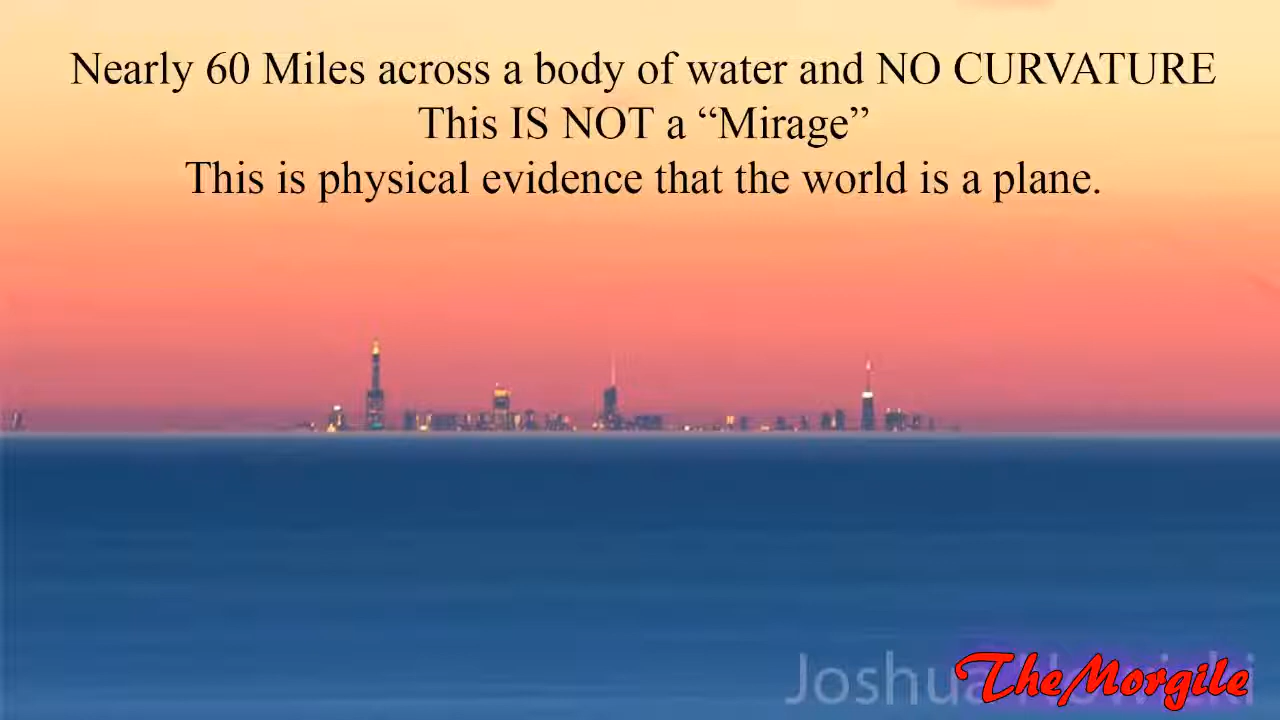 Nearly 60 Miles across a body of water and NO CURVATURE
This IS NOT a “Mirage”
This is physical evidence that the world is a plane.
Joshua
TheMorgile